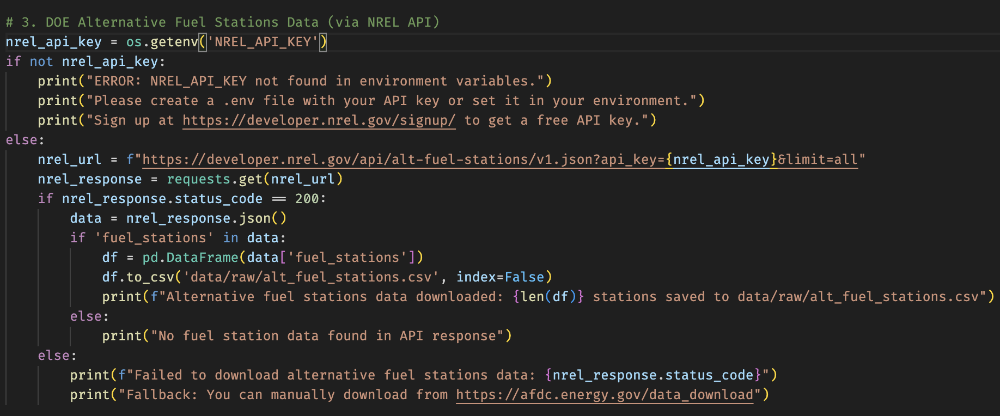 # 3. DOE Alternative Fuel Stations Data (via NREL API)
nrel_api_key = os.getenv('NREL_API_KEY')
if not nrel_api_key:
    print("ERROR: NREL_API_KEY not found in environment variables.")
    print("Please create a .env file with your API key or set it in your environment.")
    print("Sign up at https://developer.nrel.gov/signup/ to get a free API key.")
else:
    nrel_url = f"https://developer.nrel.gov/api/alt-fuel-stations/v1.json?api_key={nrel_api_key}&limit=all"
    nrel_response = requests.get(nrel_url)
    if nrel_response.status_code == 200:
        data = nrel_response.json()
        if 'fuel_stations' in data:
            df = pd.DataFrame(data['fuel_stations'])
            df.to_csv('data/raw/alt_fuel_stations.csv', index=False)
            print(f"Alternative fuel stations data downloaded: {len(df)} stations saved to data/raw/alt_fuel_stations.csv")
        else:
            print("No fuel station data found in API response")
    else:
        print(f"Failed to download alternative fuel stations data: {nrel_response.status_code}")
        print("Fallback: You can manually download from https://afdc.energy.gov/data_download")